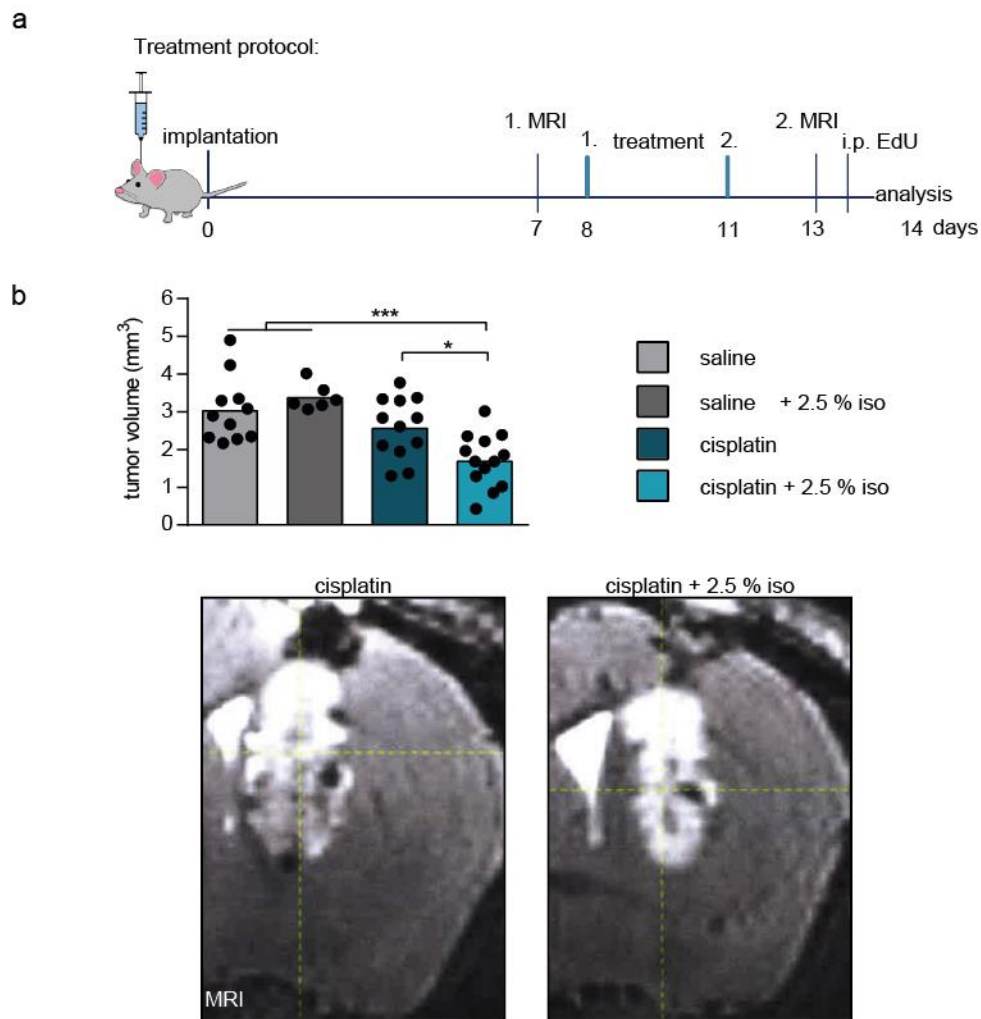 a
Treatment protocol:
implantation
1. MRI
1.
treatment
2.
2. MRI
i.p. EdU
analysis
0
7
8
11
13
14 days
b
tumor volume (mm³)
6
5
4
3
2
1
0
***
*
saline
saline + 2.5 % iso
cisplatin
cisplatin + 2.5 % iso
cisplatin
cisplatin + 2.5 % iso
MRI